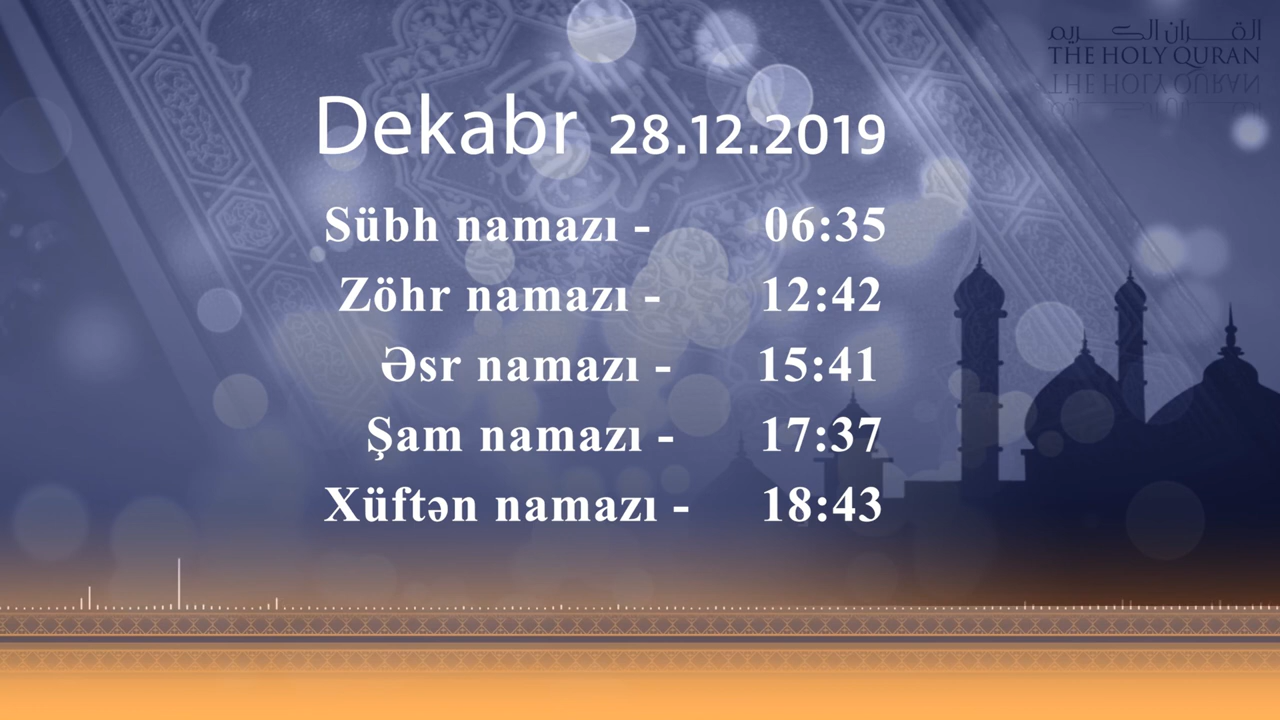 القرآن الكريم
THE HOLY QURAN
Dekabr 28.12.2019
Sübh namazı - 06:35
Zöhr namazı - 12:42
Əsr namazı - 15:41
Şam namazı - 17:37
Xüftən namazı - 18:43